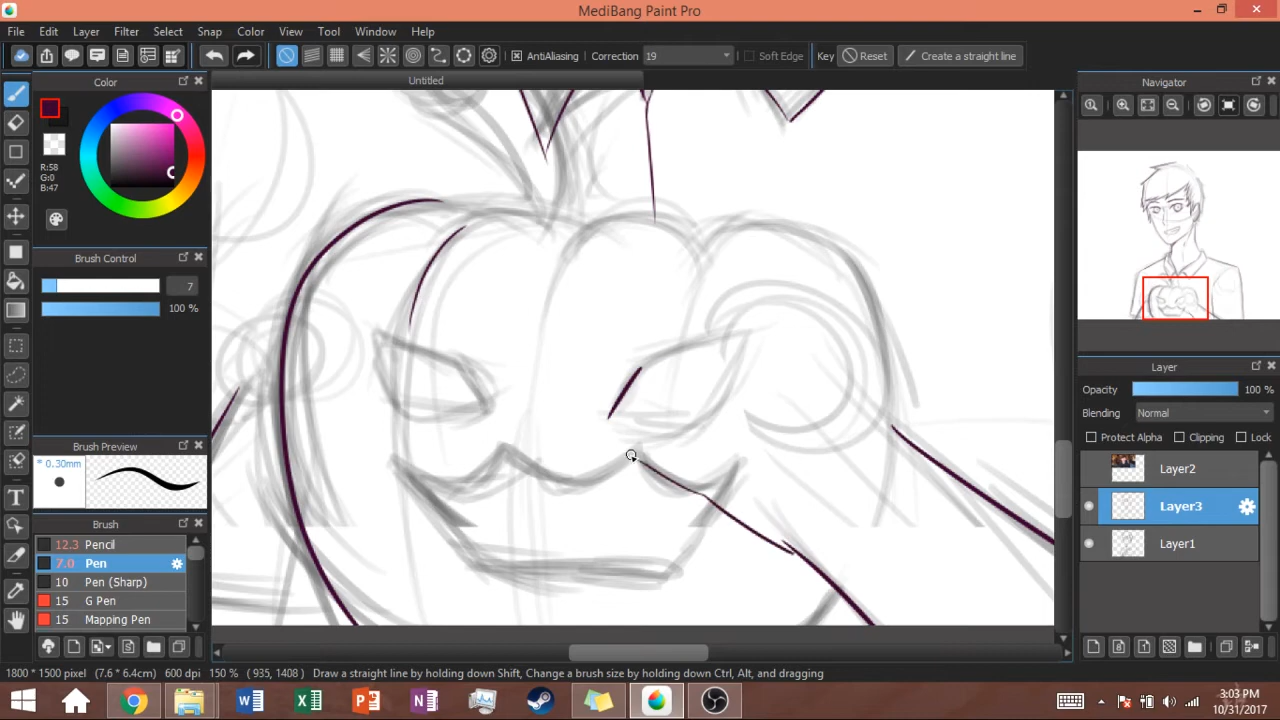 MediBang Paint Pro
File Edit Layer Filter Select Snap Color View Tool Window Help
AntiAliasing Correction 19 Soft Edge Key Reset Create a straight line
Color
Untitled
Navigator
R:58
G:0
B:47
Brush Control
7
100 %
Layer
Opacity 100 %
Blending Normal
Protect Alpha Clipping Lock
Brush Preview
* 0.30mm
Layer2
Layer3
Layer1
Brush
12.3 Pencil
7.0 Pen
10 Pen (Sharp)
15 G Pen
15 Mapping Pen
1800 * 1500 pixel (7.6 * 6.4cm) 600 dpi 150 % ( 935, 1408) Draw a straight line by holding down Shift, Change a brush size by holding down Ctrl, Alt, and dragging
3:03 PM
10/31/2017